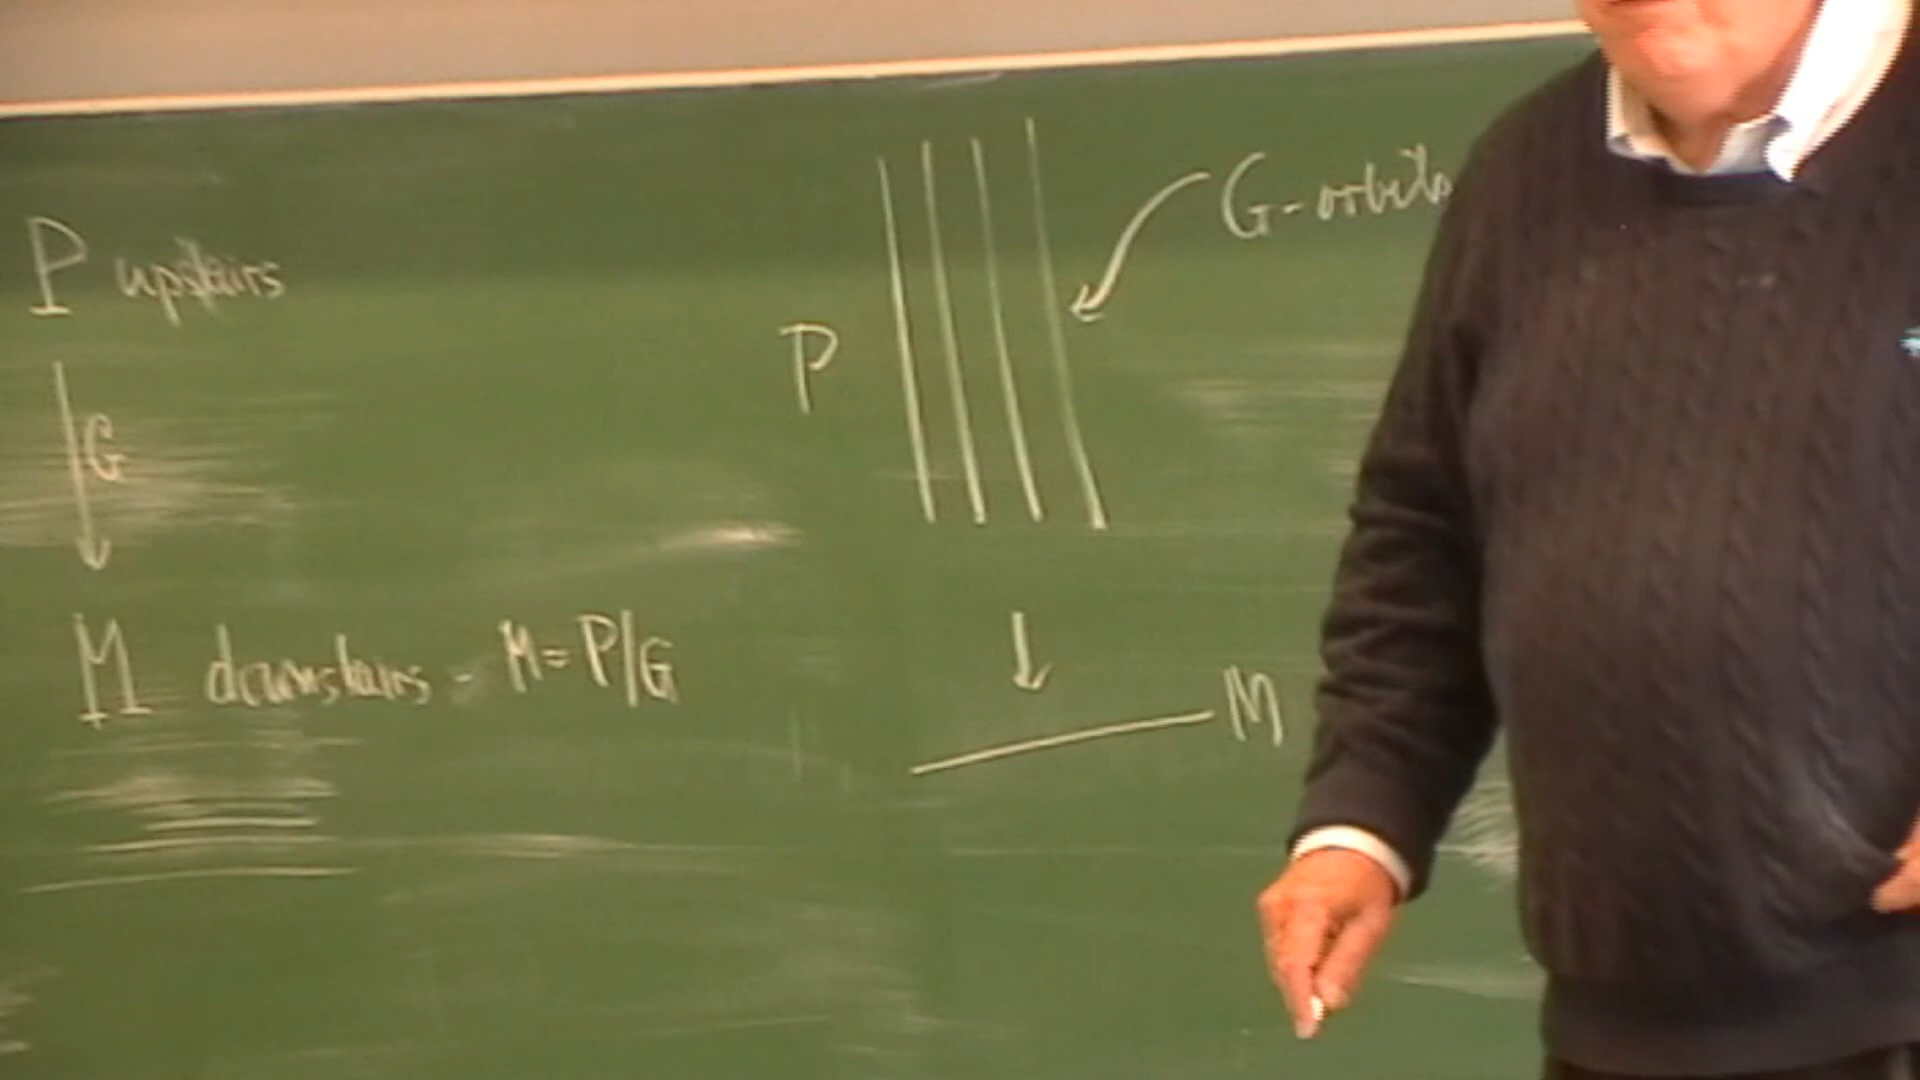 P upstairs
G
M downstairs - M = P/G
P
G-orbits
M